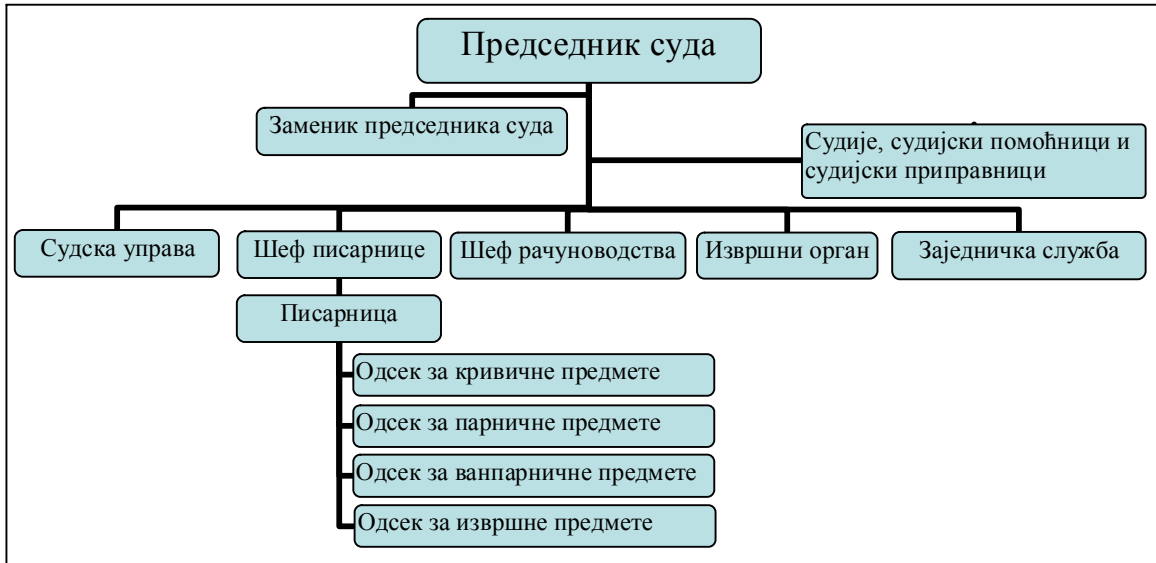 Председник суда
Заменик председника суда
Судије, судијски помоћници и
судијски приправници
Судска управа
Шеф писарнице
Шеф рачуноводства
Извршни орган
Заједничка служба
Писарница
Одсек за кривичне предмете
Одсек за парничне предмете
Одсек за ванпарничне предмете
Одсек за извршне предмете